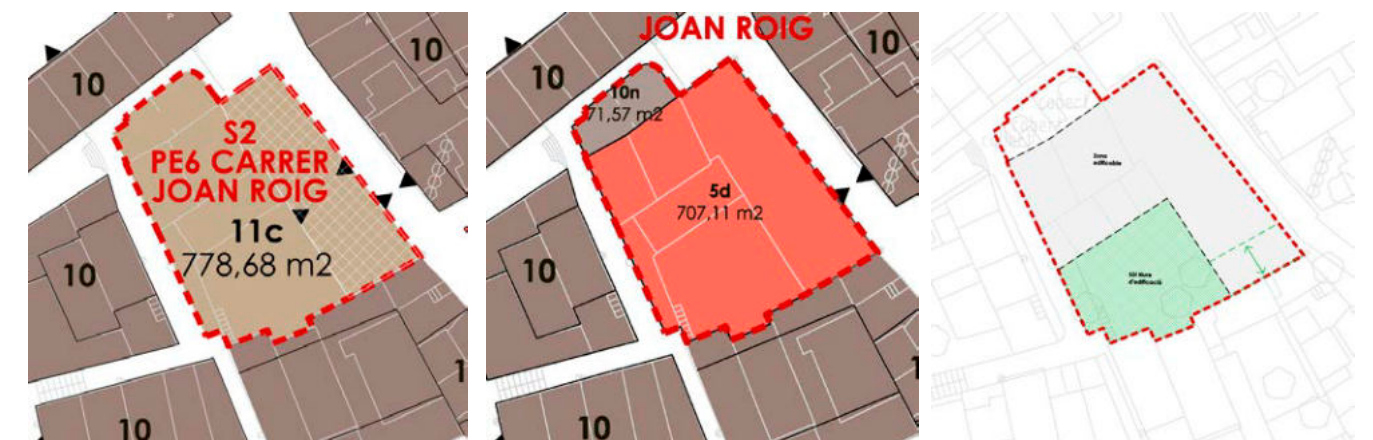 10
10
S2
PE6 CARRER
JOAN ROIG
11c
778,68 m2
10
10
JOAN ROIG
10
10
10n
71,57 m2
5d
707,11 m2
10
10
Zona
edificable
Sòl lliure
d'edificació